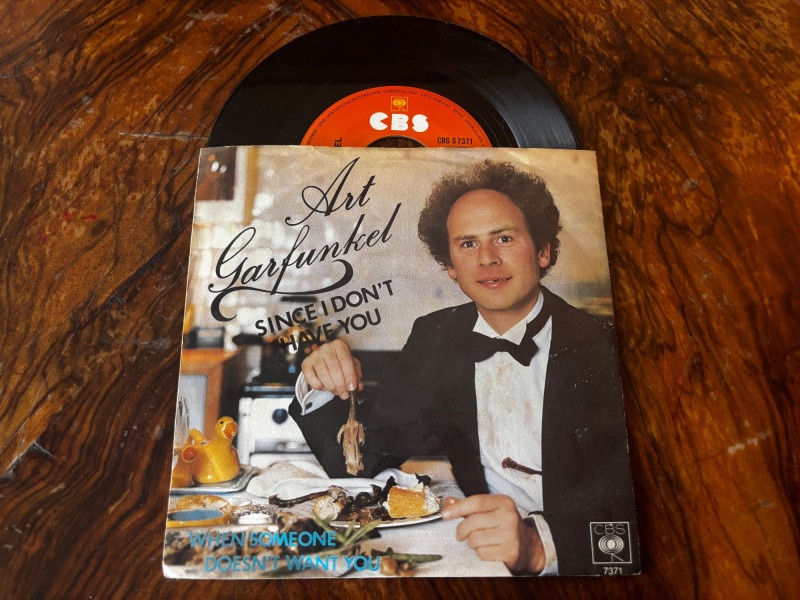 CBS
CBS S 7371
Art
Garfunkel
SINCE I DON'T
HAVE YOU
WHEN SOMEONE
DOESN'T WANT YOU
CBS
7371